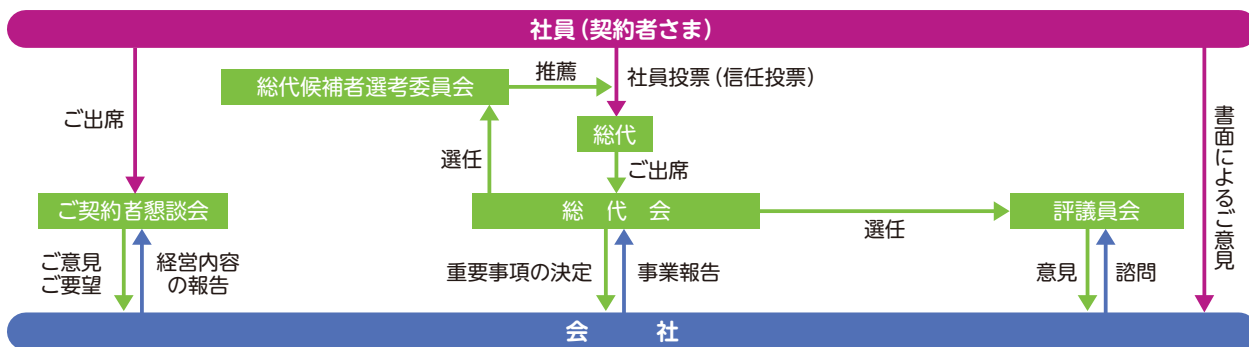 社員(契約者さま)
総代候補者選考委員会
推薦
社員投票(信任投票)
ご出席
総代
選任
ご出席
書面によるご意見
ご契約者懇談会
総代会
選任
評議員会
ご意見
ご要望
経営内容
の報告
重要事項の決定
事業報告
意見
諮問
会社